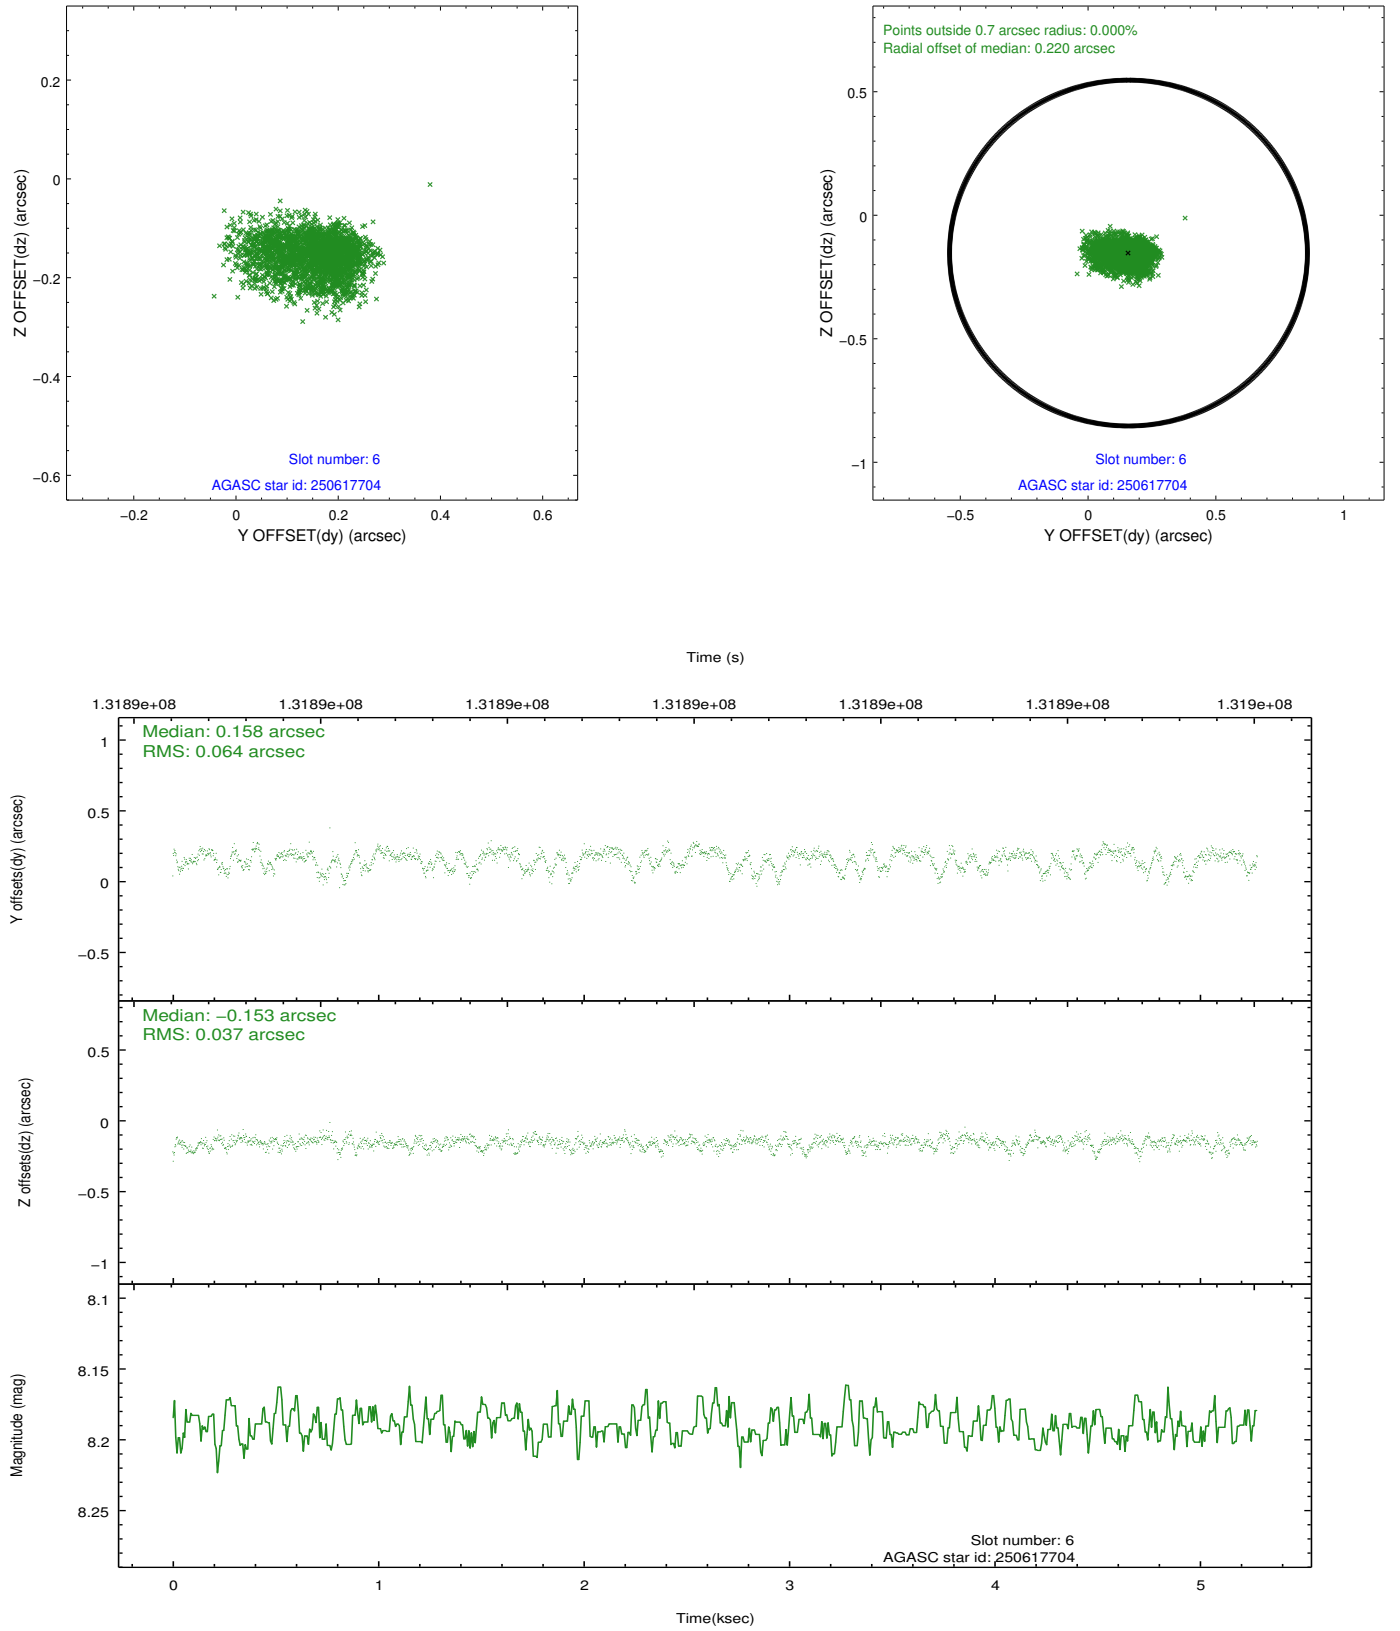 0.2
0
−0.2
−0.4
−0.6
Z OFFSET(dz) (arcsec)
Slot number: 6
AGASC star id: 250617704
−0.2
0
0.2
0.4
0.6
Y OFFSET(dy) (arcsec)
Points outside 0.7 arcsec radius: 0.000%
Radial offset of median: 0.220 arcsec
0.5
0
−0.5
−1
Z OFFSET(dz) (arcsec)
Slot number: 6
AGASC star id: 250617704
−0.5
0
0.5
1
Y OFFSET(dy) (arcsec)
Time (s)
1.3189e+08
1.3189e+08
1.3189e+08
1.3189e+08
1.3189e+08
1.3189e+08
1.319e+08
Median: 0.158 arcsec
RMS: 0.064 arcsec
1
0.5
0
−0.5
Y offsets(dy) (arcsec)
Median: −0.153 arcsec
RMS: 0.037 arcsec
0.5
0
−0.5
−1
Z offsets(dz) (arcsec)
8.1
8.15
8.2
8.25
Magnitude (mag)
Slot number: 6
AGASC star id: 250617704
0
1
2
3
4
5
Time(ksec)